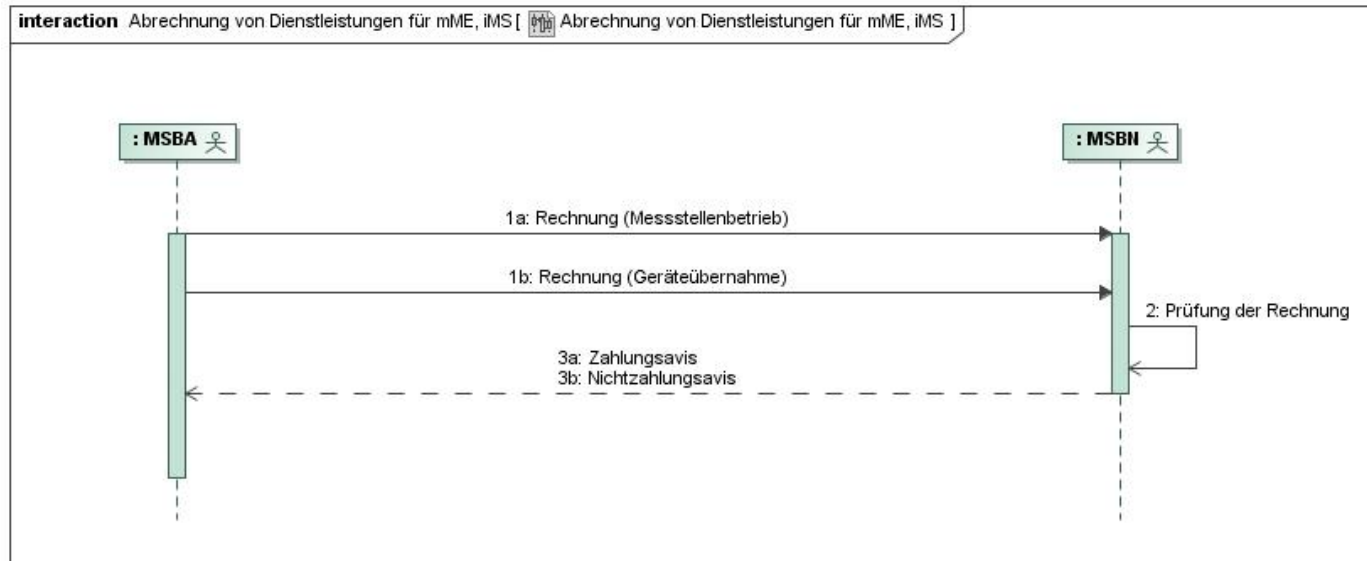 interaction Abrechnung von Dienstleistungen für mME, iMS [ Abrechnung von Dienstleistungen für mME, iMS ]
: MSBA
: MSBN
1a: Rechnung (Messstellenbetrieb)
1b: Rechnung (Geräteübernahme)
2: Prüfung der Rechnung
3a: Zahlungsavis
3b: Nichtzahlungsavis